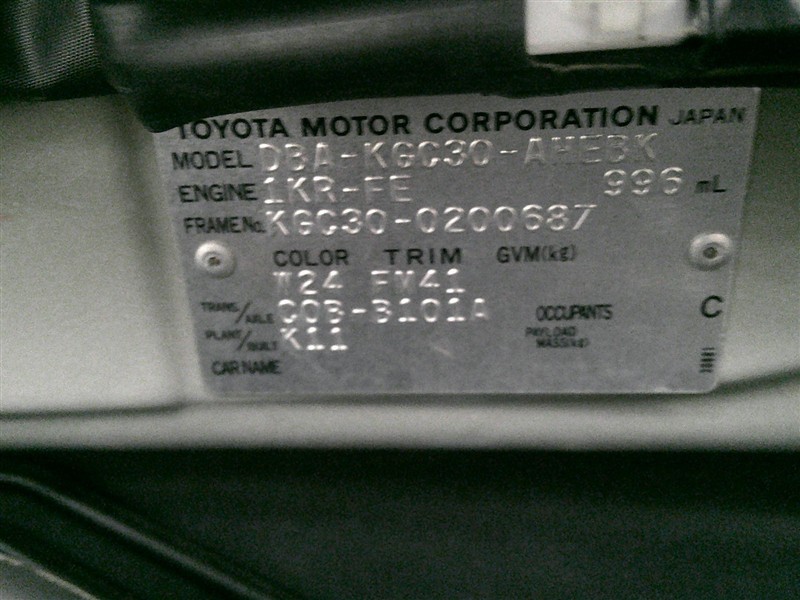 TOYOTA MOTOR CORPORATION JAPAN
MODEL DBA-KGC30-AHEBK
ENGINE 1KR-FE 996 mL
FRAME No. KGC30-0200687
COLOR TRIM GVM(kg)
W24 FM41
TRANS./AXLE C0B-B101A OCCUPANTS C
PLANT/BUILT K11 PAYLOAD MASS(kg)
CAR NAME